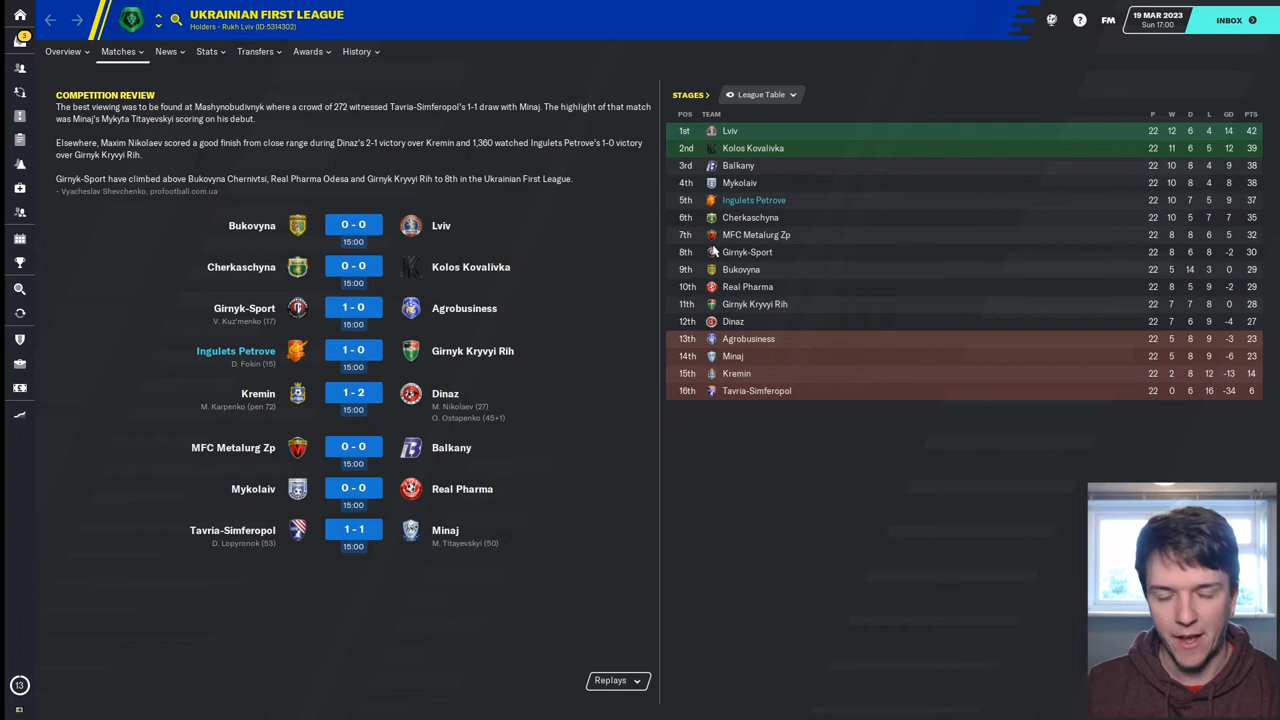 UKRAINIAN FIRST LEAGUE
Holders - Rukh Lviv (ID:5314302)
3
?
FM
19 MAR 2023
Sun 17:00
INBOX
Overview
Matches
News
Stats
Transfers
Awards
History
COMPETITION REVIEW
The best viewing was to be found at Mashynobudivnyk where a crowd of 272 witnessed Tavria-Simferopol's 1-1 draw with Minaj. The highlight of that match
was Minaj's Mykyta Titayevskyi scoring on his debut.
Elsewhere, Maxim Nikolaev scored a good finish from close range during Dinaz's 2-1 victory over Kremin and 1,360 watched Ingulets Petrove's 1-0 victory
over Girnyk Kryvyi Rih.
Girnyk-Sport have climbed above Bukovyna Chernivtsi, Real Pharma Odesa and Girnyk Kryvyi Rih to 8th in the Ukrainian First League.
- Vyacheslav Shevchenko, profootball.com.ua
Bukovyna 0 - 0 Lviv
15:00
Cherkaschyna 0 - 0 Kolos Kovalivka
15:00
Girnyk-Sport 1 - 0 Agrobusiness
V. Kuz'menko (17) 15:00
Ingulets Petrove 1 - 0 Girnyk Kryvyi Rih
D. Fokin (15) 15:00
Kremin 1 - 2 Dinaz
M. Karpenko (pen 72) 15:00 M. Nikolaev (27)
O. Ostapenko (45+1)
MFC Metalurg Zp 0 - 0 Balkany
15:00
Mykolaiv 0 - 0 Real Pharma
15:00
Tavria-Simferopol 1 - 1 Minaj
D. Lopyronok (53) 15:00 M. Titayevskyi (50)
Replays
13
STAGES
League Table
POS TEAM P W D L GD PTS
1st Lviv 22 12 6 4 14 42
2nd Kolos Kovalivka 22 11 6 5 12 39
3rd Balkany 22 10 8 4 9 38
4th Mykolaiv 22 10 8 4 8 38
5th Ingulets Petrove 22 10 7 5 9 37
6th Cherkaschyna 22 10 5 7 7 35
7th MFC Metalurg Zp 22 8 8 6 5 32
8th Girnyk-Sport 22 8 6 8 -2 30
9th Bukovyna 22 5 14 3 0 29
10th Real Pharma 22 8 5 9 -2 29
11th Girnyk Kryvyi Rih 22 7 7 8 0 28
12th Dinaz 22 7 6 9 -4 27
13th Agrobusiness 22 5 8 9 -3 23
14th Minaj 22 5 8 9 -6 23
15th Kremin 22 2 8 12 -13 14
16th Tavria-Simferopol 22 0 6 16 -34 6